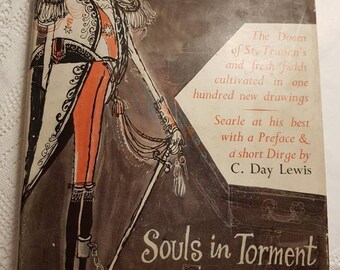 The Doom
of St. Trinian's
and fresh fields
cultivated in one
hundred new drawings
Searle at his best
with a Preface &
a short Dirge by
C. Day Lewis
Souls in Torment